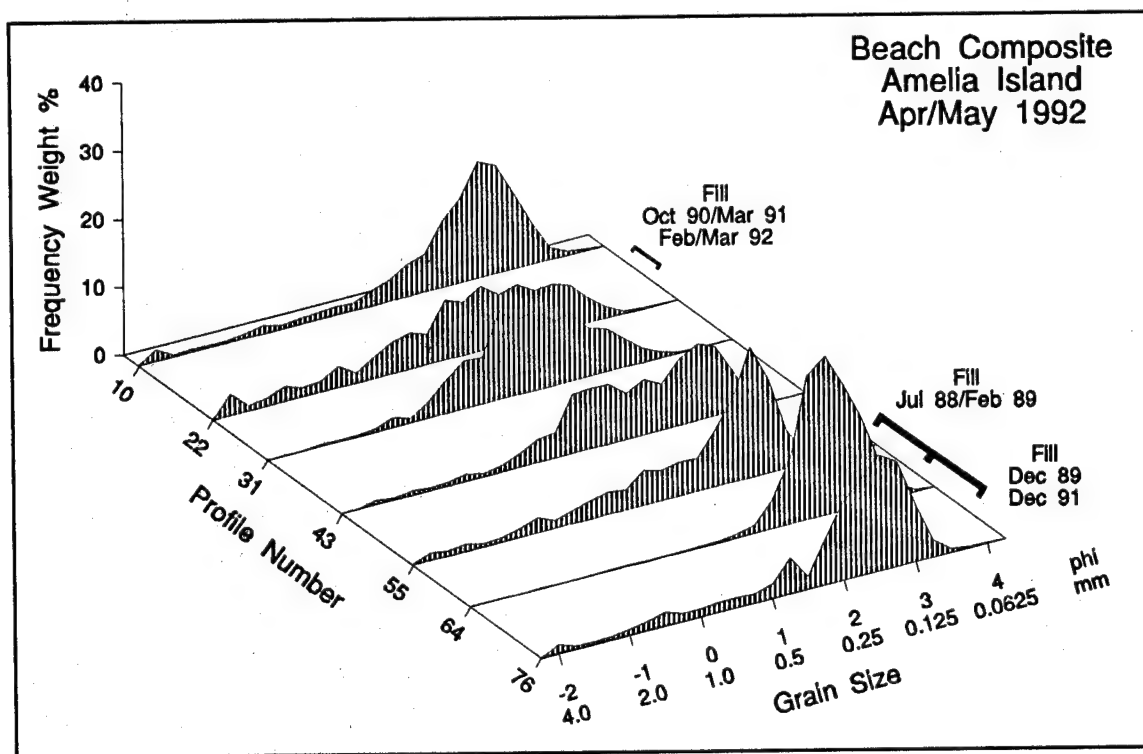 Beach Composite
Amelia Island
Apr/May 1992
Frequency Weight %
40
30
20
10
0
Fill
Oct 90/Mar 91
Feb/Mar 92
Fill
Jul 88/Feb 89
Fill
Dec 89
Dec 91
10
22
31
43
55
64
76
Profile Number
-2 -1 0 1 2 3 4 phi
4.0 2.0 1.0 0.5 0.25 0.125 0.0625 mm
Grain Size